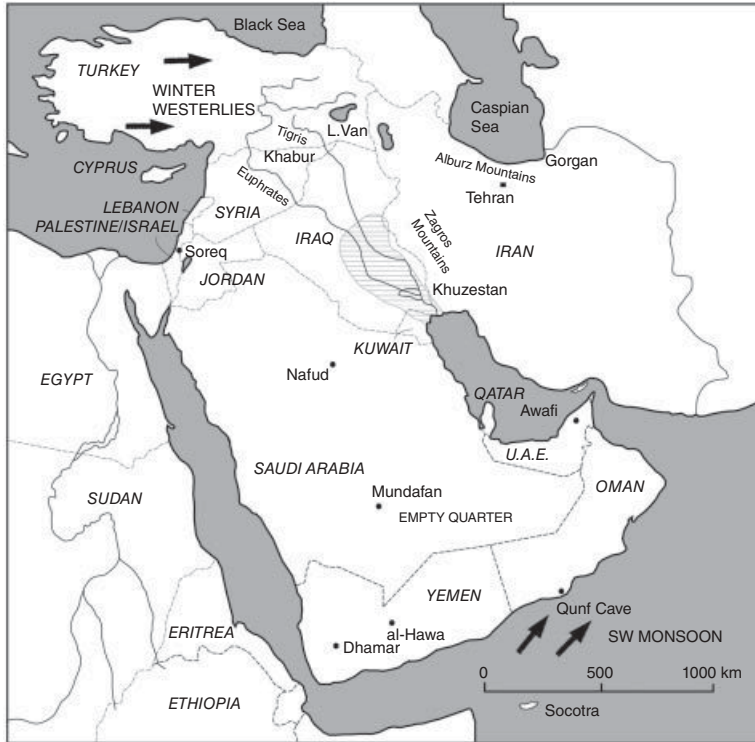 Black Sea
TURKEY
WINTER
WESTERLIES
Caspian
Sea
L.Van
Tigris
Khabur
Alburz Mountains
Gorgan
Tehran
CYPRUS
Euphrates
LEBANON
SYRIA
PALESTINE/ISRAEL
Zagros
Mountains
IRAQ
IRAN
Soreq
JORDAN
Khuzestan
KUWAIT
Nafud
EGYPT
QATAR
Awafi
U.A.E.
SAUDI ARABIA
OMAN
SUDAN
Mundafan
EMPTY QUARTER
YEMEN
Qunf Cave
al-Hawa
ERITREA
Dhamar
SW MONSOON
0 500 1000 km
ETHIOPIA
Socotra